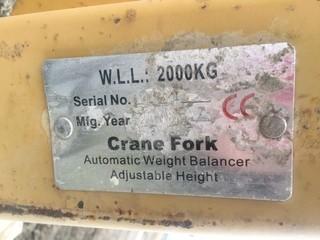 W.L.L.: 2000KG
Serial No.
CE
Mfg. Year
Crane Fork
Automatic Weight Balancer
Adjustable Height